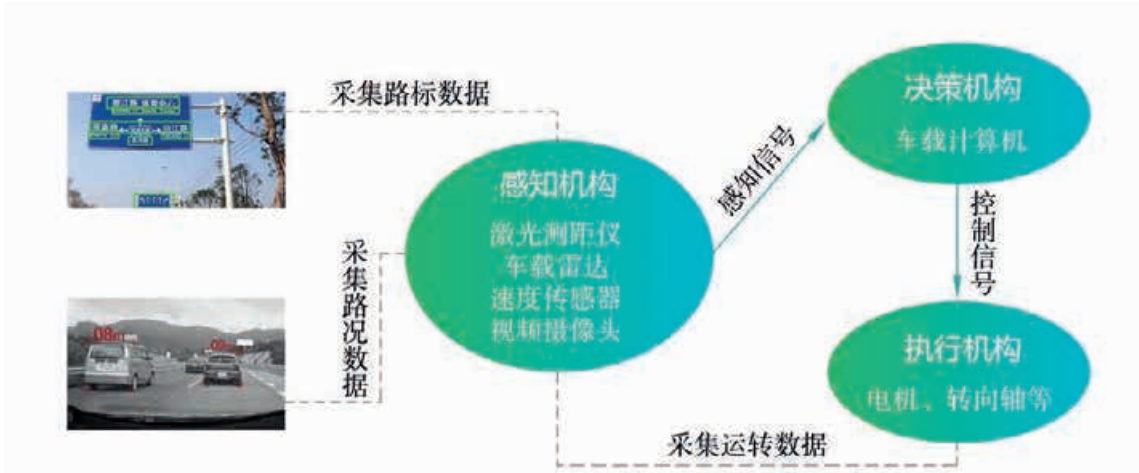 采集路标数据
感知机构
激光测距仪
车载雷达
速度传感器
视频摄像头
采集路况数据
感知信号
决策机构
车载计算机
控制信号
执行机构
电机、转向轴等
采集运转数据